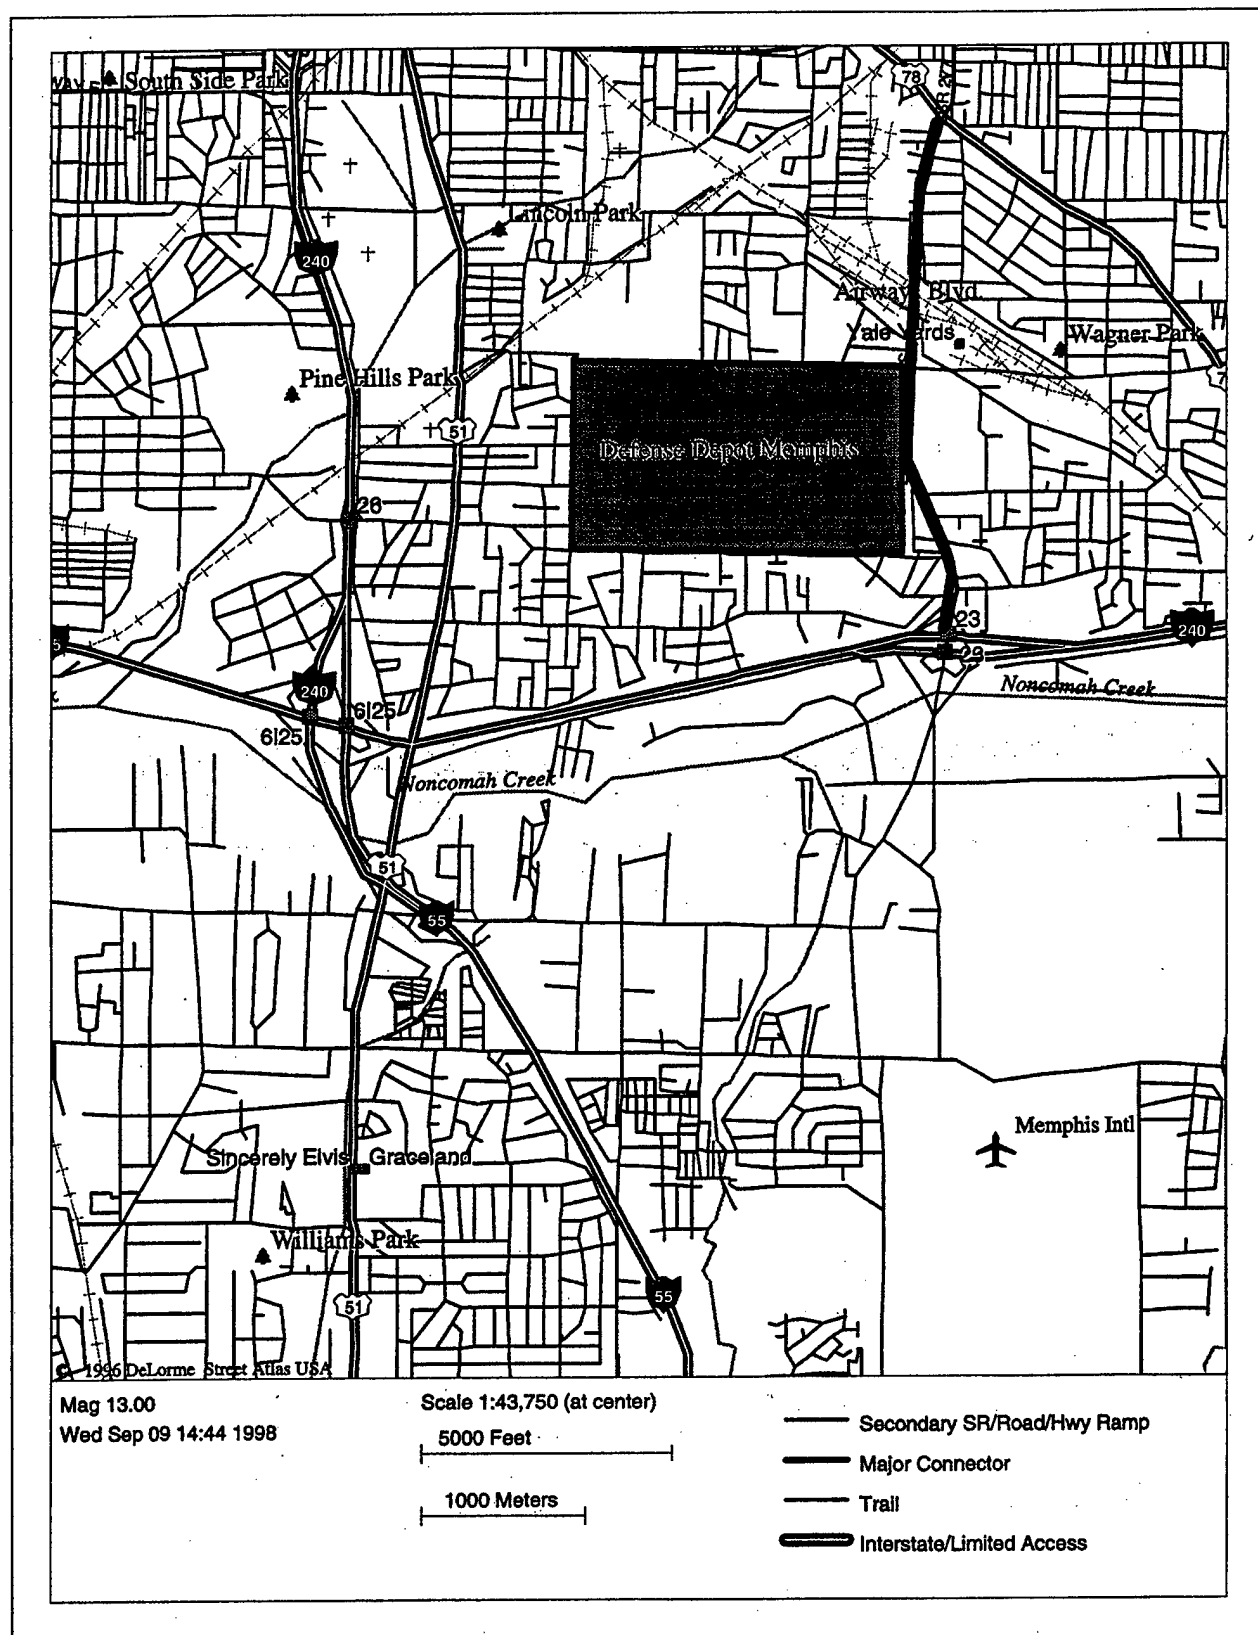 South Side Park
78
SR 277
Lincoln Park
240
Airways Blvd.
Yale Yards
Wagner Park
Pine Hills Park
51
Defense Depot Memphis
26
23
240
23
240
Noncomah Creek
6|25
6|25
Noncomah Creek
51
55
Memphis Intl
Sincerely Elvis
Graceland
Williams Park
51
55
© 1996 DeLorme Street Atlas USA
Mag 13.00
Wed Sep 09 14:44 1998
Scale 1:43,750 (at center)
5000 Feet
1000 Meters
Secondary SR/Road/Hwy Ramp
Major Connector
Trail
Interstate/Limited Access